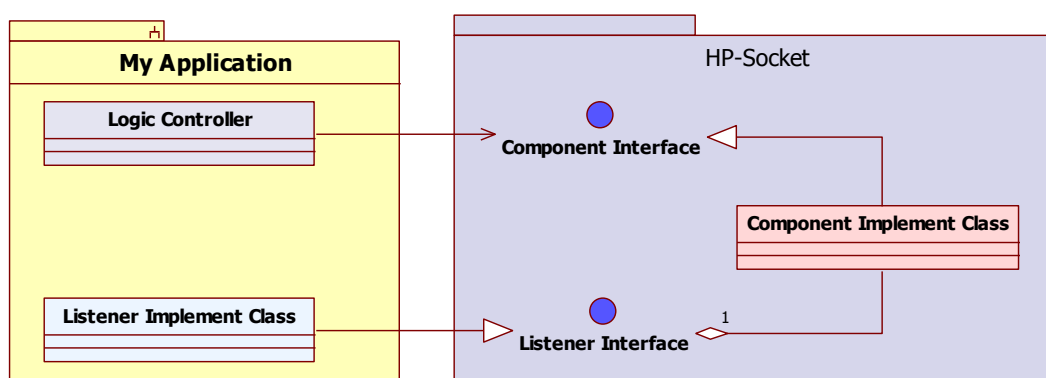 My Application
HP-Socket
Logic Controller
Component Interface
Component Implement Class
Listener Implement Class
1
Listener Interface